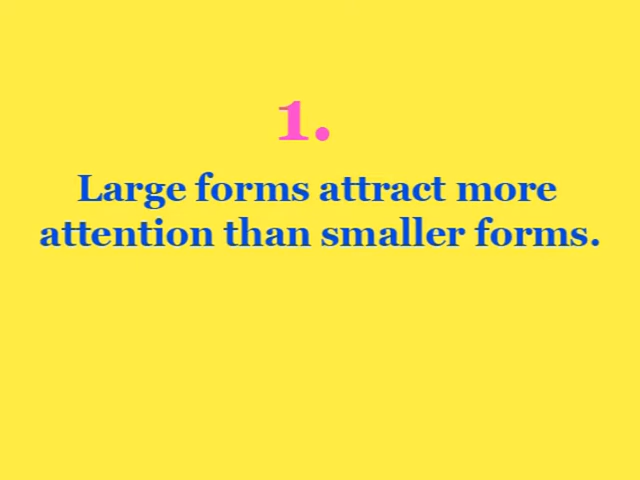 1.
Large forms attract more
attention than smaller forms.